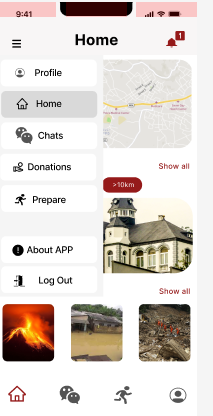 9:41
Home
1
Profile
Home
Chats
Donations
Prepare
About APP
Log Out
Show all
>10km
Show all